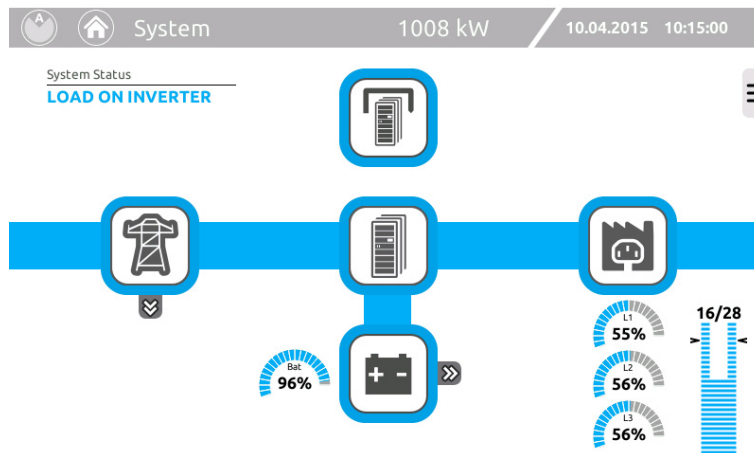 A
System
1008 kW
10.04.2015 10:15:00
System Status
LOAD ON INVERTER
L1
55%
16/28
Bat
96%
L2
56%
L3
56%